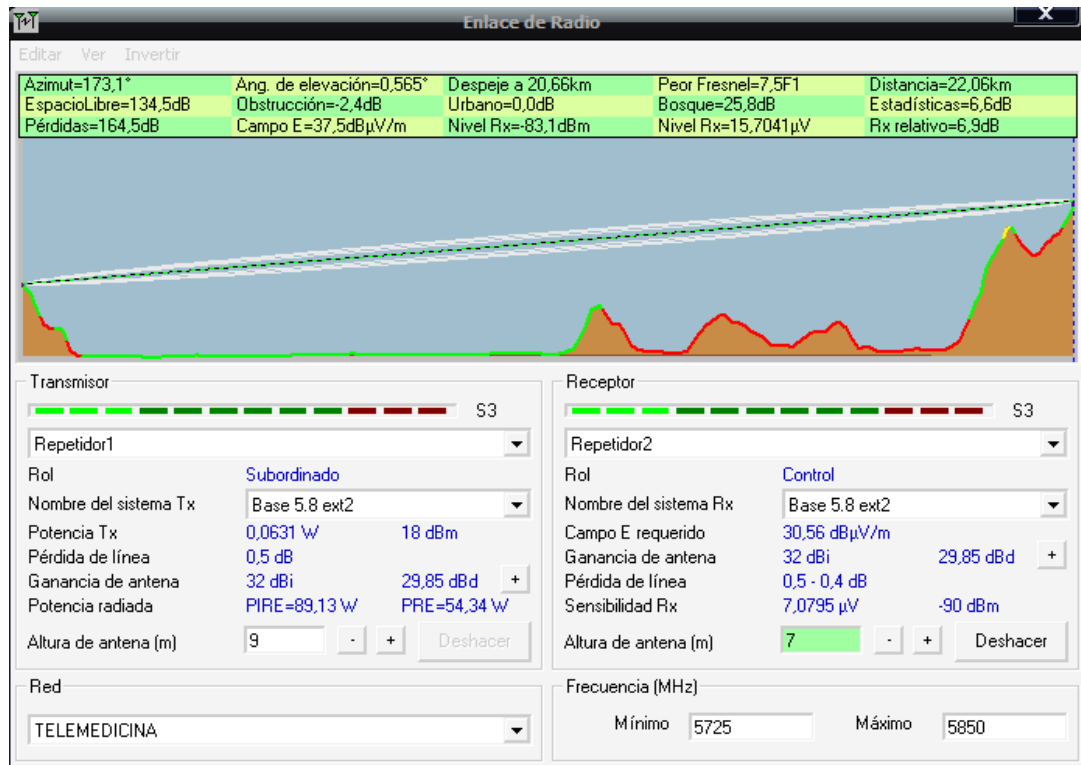 Enlace de Radio
X
Editar Ver Invertir
Azimut=173,1° Ang. de elevación=0,565° Despeje a 20,66km Peor Fresnel=7,5F1 Distancia=22,06km
EspacioLibre=134,5dB Obstrucción=-2,4dB Urbano=0,0dB Bosque=25,8dB Estadísticas=6,6dB
Pérdidas=164,5dB Campo E=37,5dBµV/m Nivel Rx=-83,1dBm Nivel Rx=15,7041µV Rx relativo=6,9dB
Transmisor
S3
Repetidor1
Rol Subordinado
Nombre del sistema Tx Base 5.8 ext2
Potencia Tx 0,0631 W 18 dBm
Pérdida de línea 0,5 dB
Ganancia de antena 32 dBi 29,85 dBd +
Potencia radiada PIRE=89,13 W PRE=54,34 W
Altura de antena (m) 9 - + Deshacer
Receptor
S3
Repetidor2
Rol Control
Nombre del sistema Rx Base 5.8 ext2
Campo E requerido 30,56 dBµV/m
Ganancia de antena 32 dBi 29,85 dBd +
Pérdida de línea 0,5 - 0,4 dB
Sensibilidad Rx 7,0795 µV -90 dBm
Altura de antena (m) 7 - + Deshacer
Red
TELEMEDICINA
Frecuencia (MHz)
Mínimo 5725 Máximo 5850